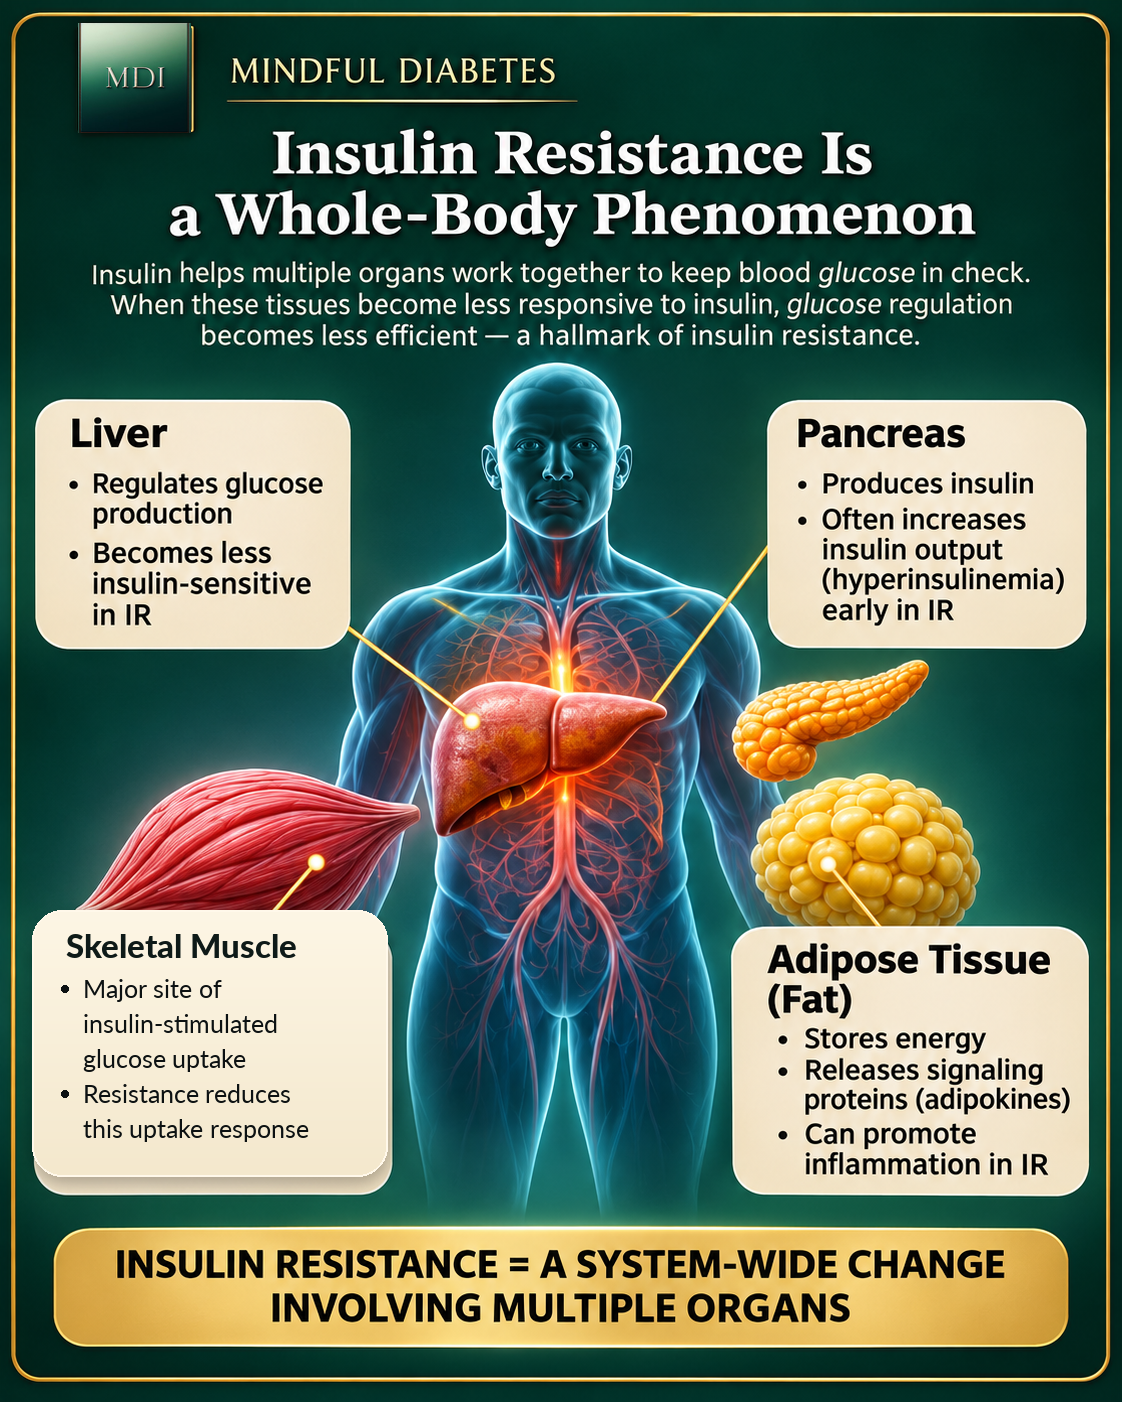 MDI
MINDFUL DIABETES
Insulin Resistance Is
a Whole-Body Phenomenon
Insulin helps multiple organs work together to keep blood glucose in check.
When these tissues become less responsive to insulin, glucose regulation
becomes less efficient — a hallmark of insulin resistance.
Liver
• Regulates glucose
production
• Becomes less
insulin-sensitive
in IR
Pancreas
• Produces insulin
• Often increases
insulin output
(hyperinsulinemia)
early in IR
Skeletal Muscle
• Major site of
insulin-stimulated
glucose uptake
• Resistance reduces
this uptake response
Adipose Tissue
(Fat)
• Stores energy
• Releases signaling
proteins (adipokines)
• Can promote
inflammation in IR
INSULIN RESISTANCE = A SYSTEM-WIDE CHANGE
INVOLVING MULTIPLE ORGANS